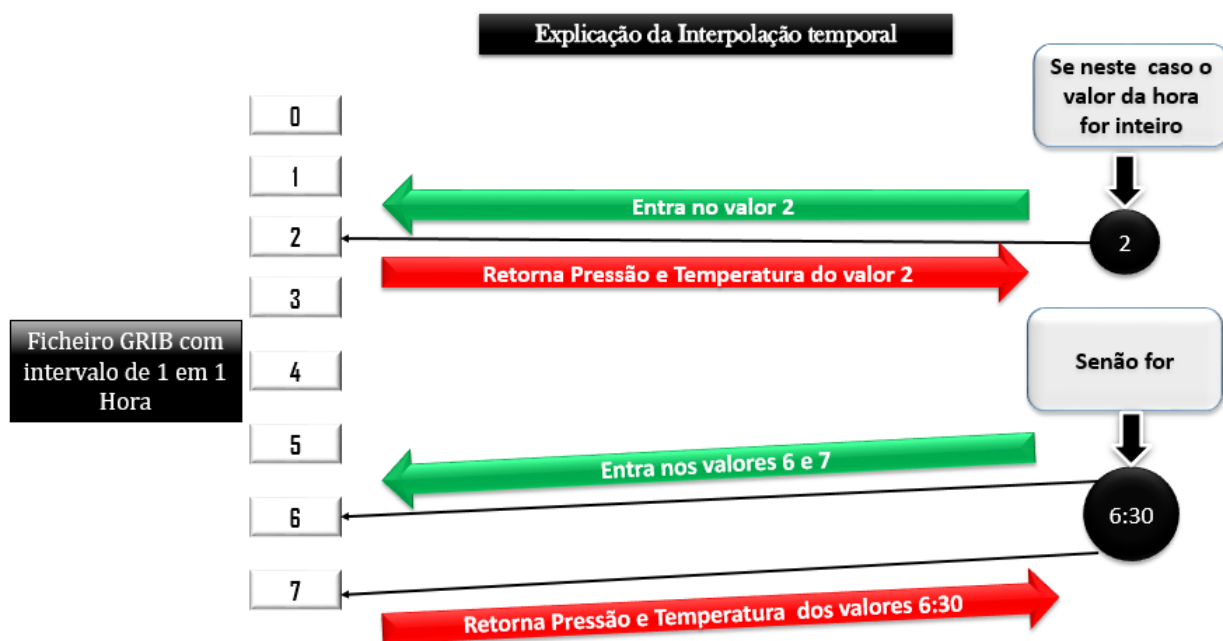 Explicação da Interpolação temporal
Se neste caso o
valor da hora
for inteiro
0
1
Entra no valor 2
2
2
Retorna Pressão e Temperatura do valor 2
3
Ficheiro GRIB com
intervalo de 1 em 1
Hora
4
Senão for
5
Entra nos valores 6 e 7
6
6:30
7
Retorna Pressão e Temperatura dos valores 6:30